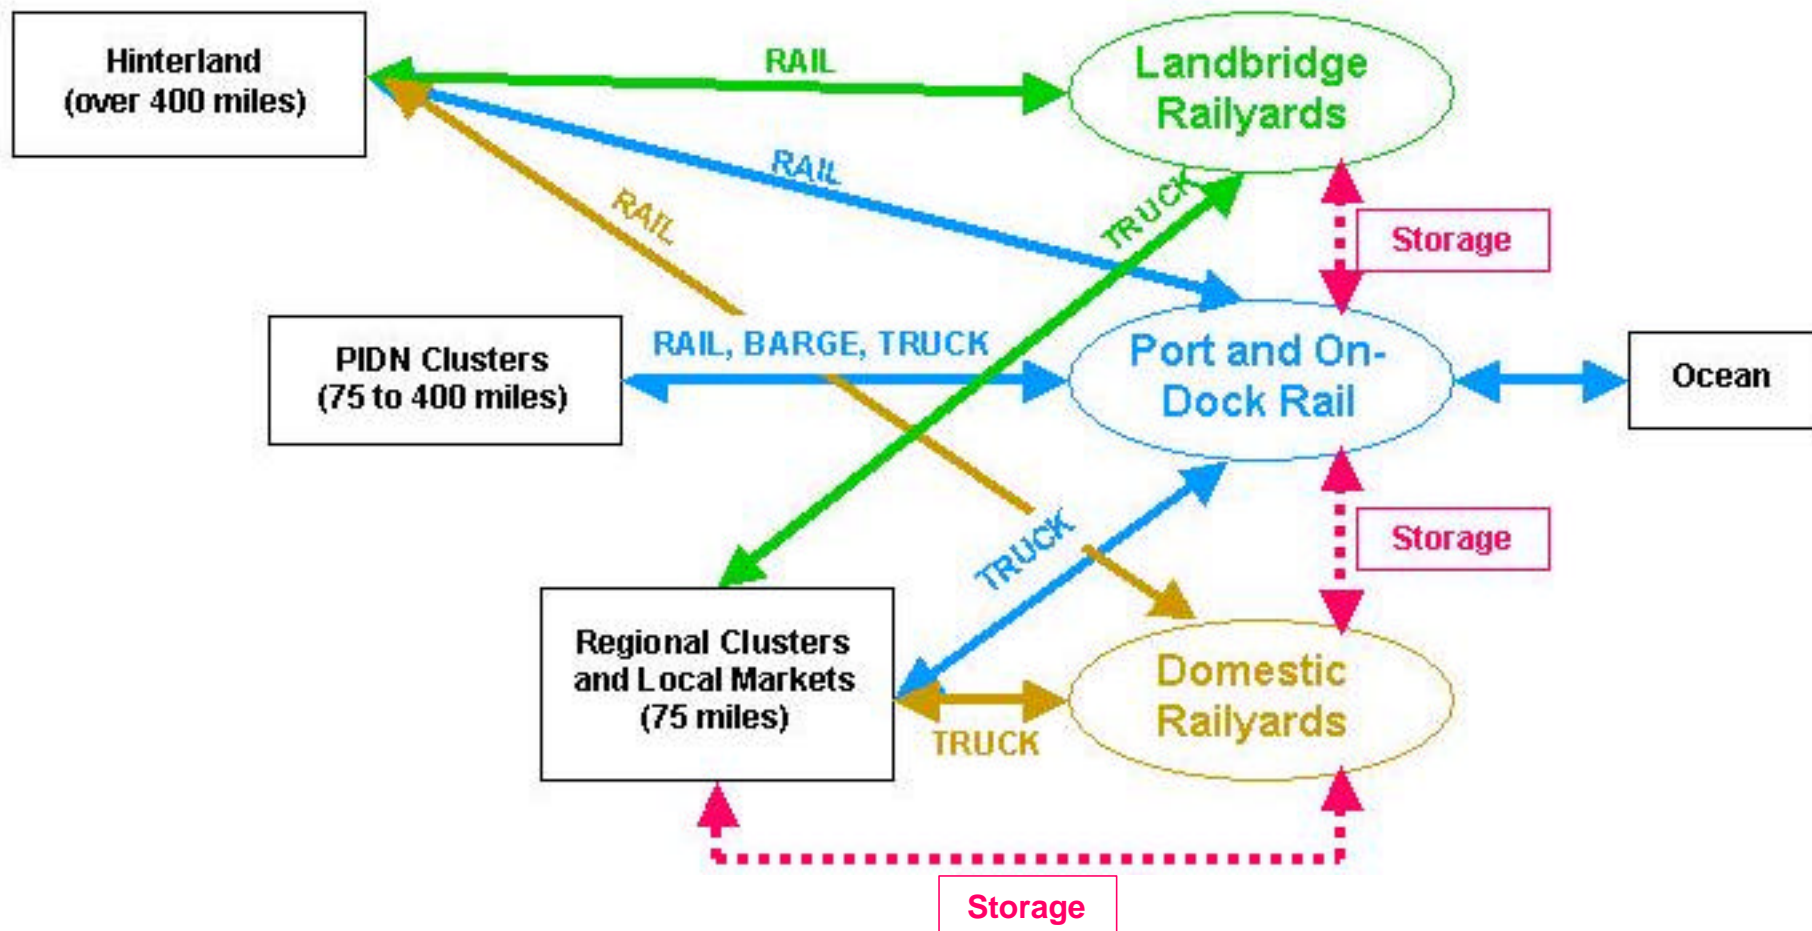 Hinterland
(over 400 miles)
RAIL
Landbridge
Railyards
RAIL
RAIL
TRUCK
Storage
PIDN Clusters
(75 to 400 miles)
RAIL, BARGE, TRUCK
Port and On-
Dock Rail
Ocean
TRUCK
Storage
Regional Clusters
and Local Markets
(75 miles)
TRUCK
Domestic
Railyards
Storage